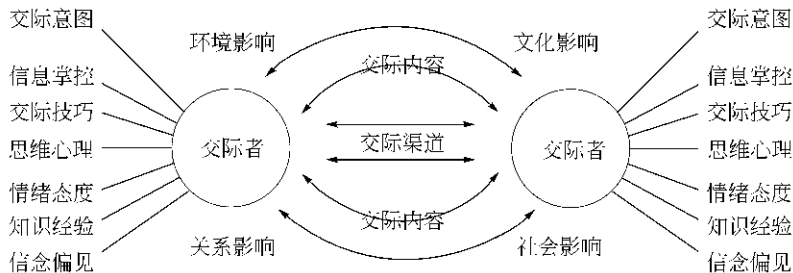 交际意图
信息掌控
交际技巧
思维心理
情绪态度
知识经验
信念偏见
交际者
环境影响
文化影响
交际内容
交际渠道
交际内容
关系影响
社会影响
交际者
交际意图
信息掌控
交际技巧
思维心理
情绪态度
知识经验
信念偏见